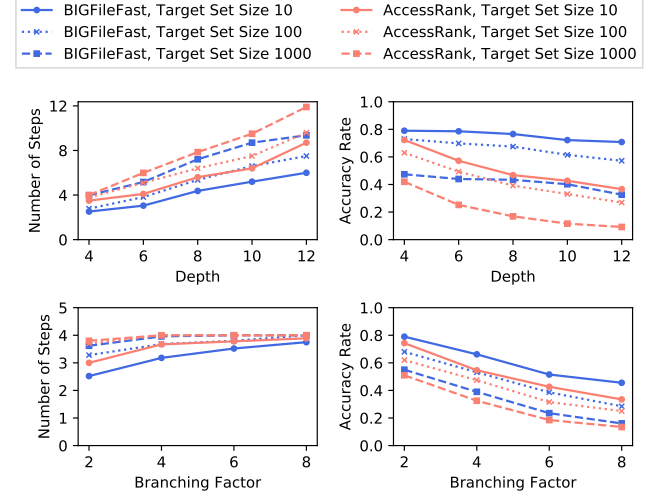 BIGFileFast, Target Set Size 10
BIGFileFast, Target Set Size 100
BIGFileFast, Target Set Size 1000
AccessRank, Target Set Size 10
AccessRank, Target Set Size 100
AccessRank, Target Set Size 1000
Number of Steps
12
8
4
0
4 6 8 10 12
Depth
Accuracy Rate
1.0
0.8
0.6
0.4
0.2
0.0
4 6 8 10 12
Depth
Number of Steps
5
4
3
2
1
0
2 4 6 8
Branching Factor
Accuracy Rate
1.0
0.8
0.6
0.4
0.2
0.0
2 4 6 8
Branching Factor